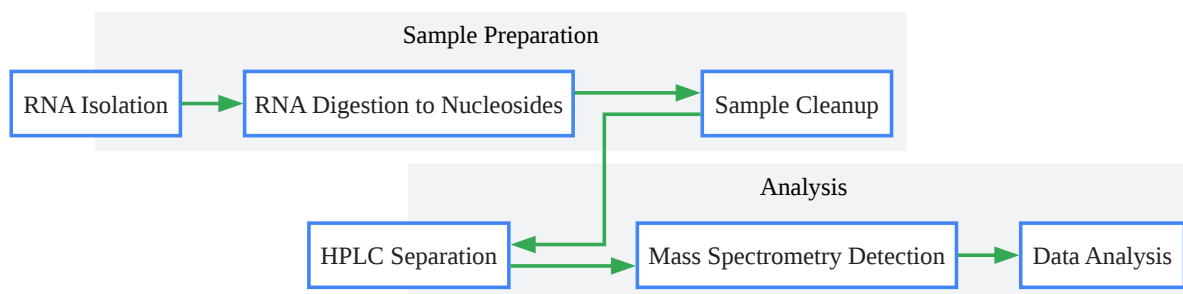 Sample Preparation
RNA Isolation
RNA Digestion to Nucleosides
Sample Cleanup
Analysis
HPLC Separation
Mass Spectrometry Detection
Data Analysis